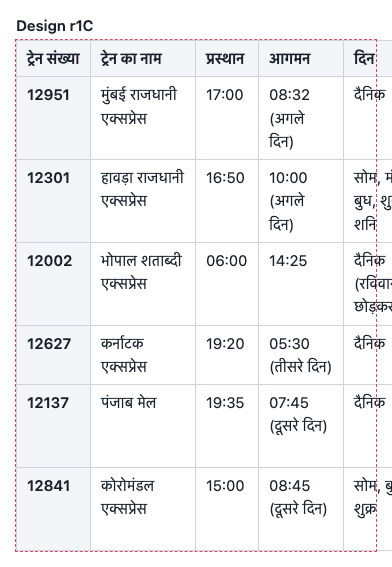 Design r1C
ट्रेन संख्या ट्रेन का नाम प्रस्थान आगमन दिन
12951 मुंबई राजधानी 17:00 08:32 दैनिक
एक्सप्रेस (अगले
दिन)
12301 हावड़ा राजधानी 16:50 10:00 सोम,
एक्सप्रेस (अगले बुध,
दिन) शनि
12002 भोपाल शताब्दी 06:00 14:25 दैनिक
एक्सप्रेस
12627 कर्नाटक 19:20 05:30 दैनिक
एक्सप्रेस (तीसरे दिन)
12137 पंजाब मेल 19:35 07:45 दैनिक
(दूसरे दिन)
12841 कोरोमंडल 15:00 08:45 सोम,
एक्सप्रेस (दूसरे दिन) शुक्र